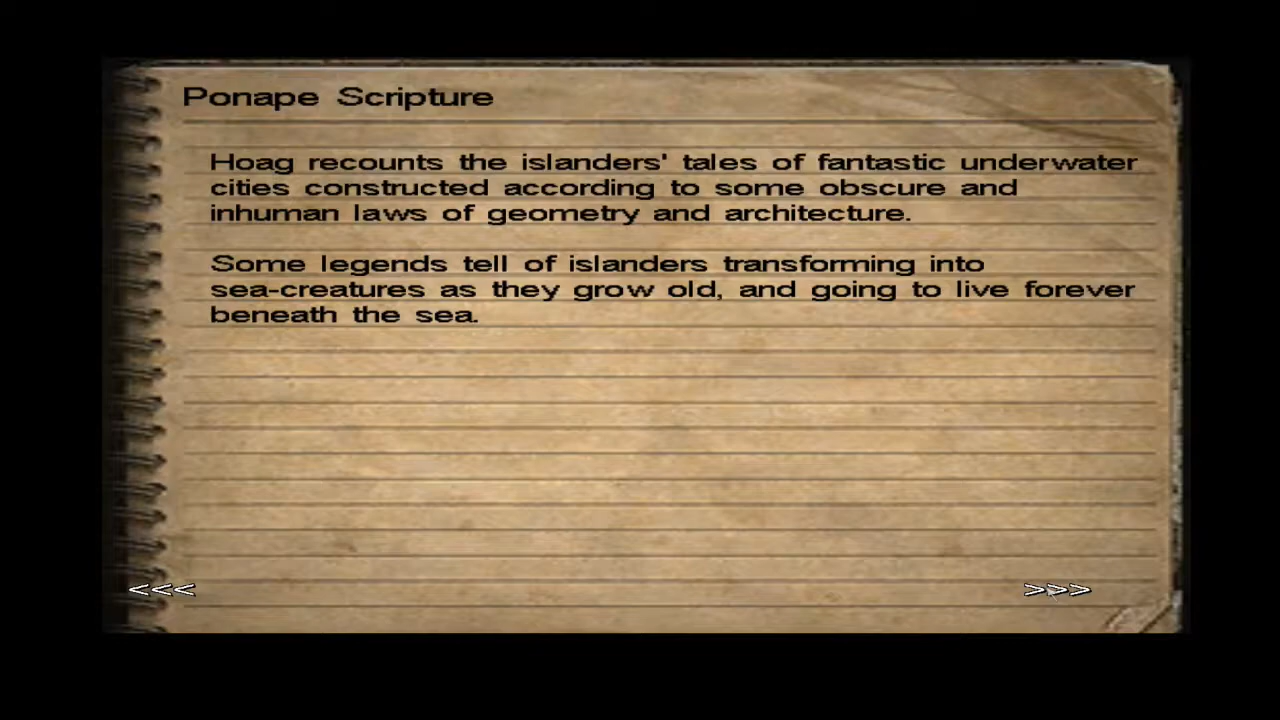 Ponape Scripture
Hoag recounts the islanders' tales of fantastic underwater
cities constructed according to some obscure and
inhuman laws of geometry and architecture.
Some legends tell of islanders transforming into
sea-creatures as they grow old, and going to live forever
beneath the sea.
<<< >>>